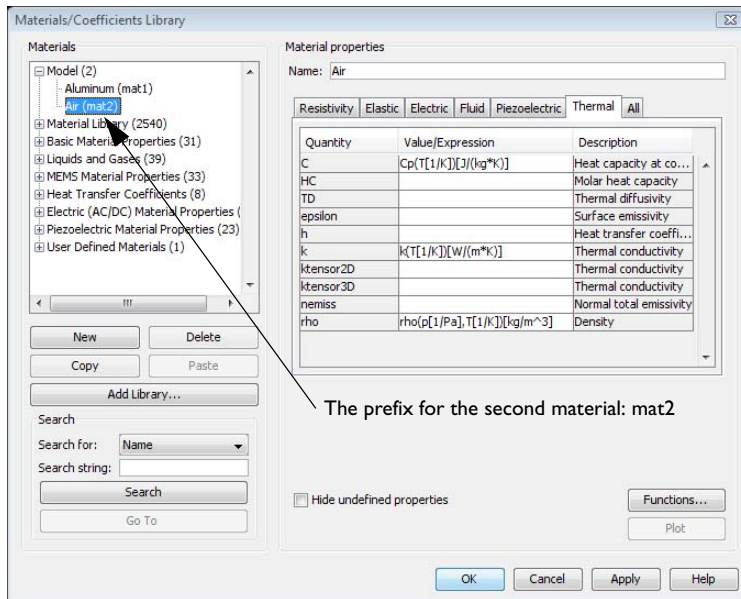 Materials/Coefficients Library
Materials
Model (2)
Aluminum (mat1)
Air (mat2)
Material Library (2540)
Basic Material Properties (31)
Liquids and Gases (39)
MEMS Material Properties (33)
Heat Transfer Coefficients (8)
Electric (AC/DC) Material Properties (
Piezoelectric Material Properties (23)
User Defined Materials (1)
New Delete
Copy Paste
Add Library...
Search
Search for: Name
Search string:
Search
Go To
Material properties
Name: Air
Resistivity Elastic Electric Fluid Piezoelectric Thermal All
Quantity Value/Expression Description
C Cp(T[1/K])[J/(kg*K)] Heat capacity at co...
HC Molar heat capacity
TD Thermal diffusivity
epsilon Surface emissivity
h Heat transfer coeffi...
k k(T[1/K])[W/(m*K)] Thermal conductivity
ktensor2D Thermal conductivity
ktensor3D Thermal conductivity
nemiss Normal total emissivity
rho rho(p[1/Pa],T[1/K])[kg/m^3] Density
The prefix for the second material: mat2
Hide undefined properties
Functions...
Plot
OK Cancel Apply Help